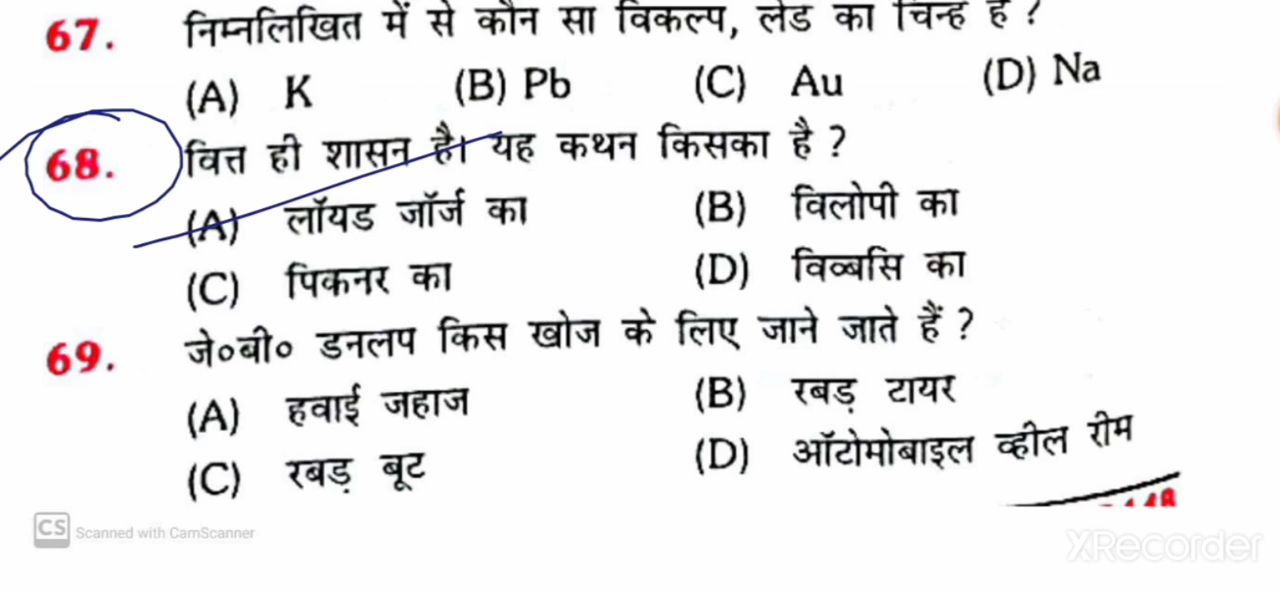 67. निम्नलिखित में से कौन सा विकल्प, लेड का चिन्ह है ?
(A) K (B) Pb (C) Au (D) Na
68. वित्त ही शासन है। यह कथन किसका है ?
(A) लॉयड जॉर्ज का (B) विलोपी का
(C) पिकनर का (D) विब्बसि का
69. जे०बी० डनलप किस खोज के लिए जाने जाते हैं ?
(A) हवाई जहाज (B) रबड़ टायर
(C) रबड़ बूट (D) ऑटोमोबाइल व्हील रीम
CS Scanned with CamScanner
XRecorder